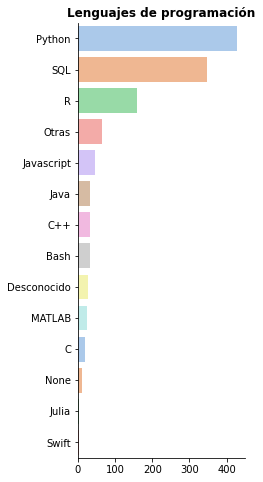 Lenguajes de programación
Python
SQL
R
Otras
Javascript
Java
C++
Bash
Desconocido
MATLAB
C
None
Julia
Swift
0 100 200 300 400